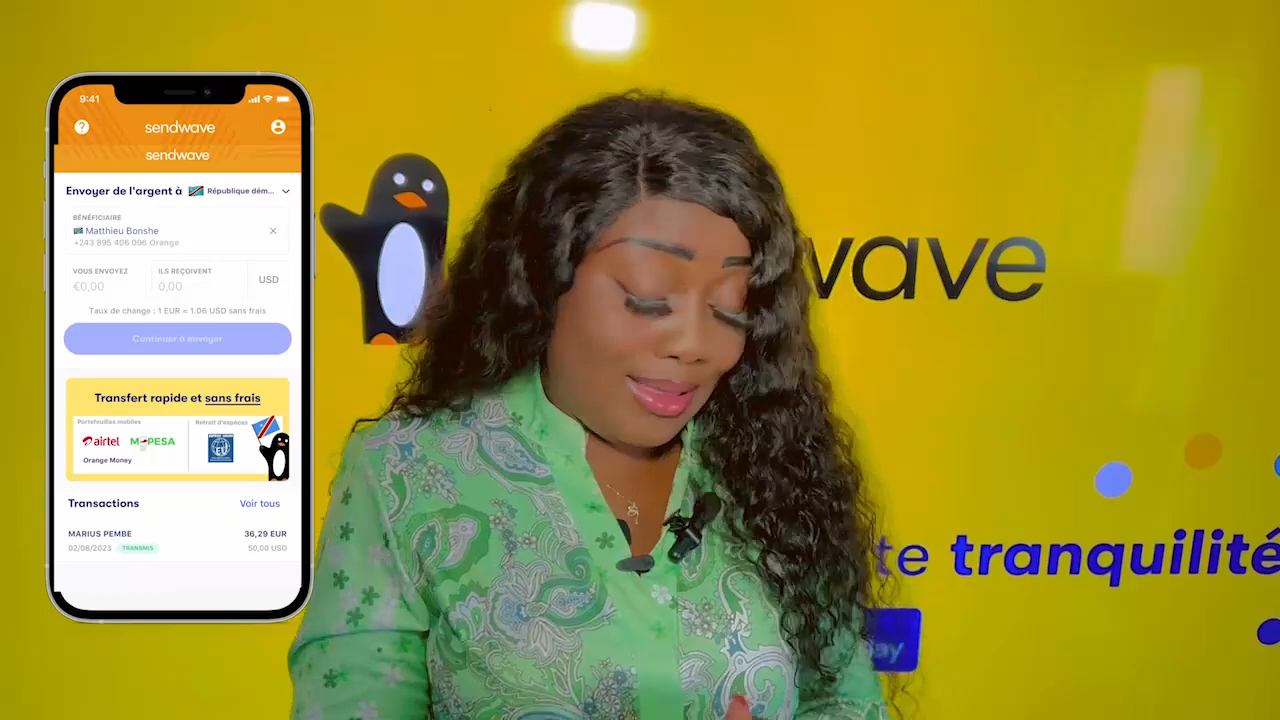 9:41
sendwave
sendwave
Envoyer de l'argent à République dém...
BÉNÉFICIAIRE
Matthieu Bonshe
+243 895 406 096 Orange
VOUS ENVOYEZ
ILS REÇOIVENT
€0,00
0,00
USD
Taux de change : 1 EUR = 1.06 USD sans frais
Continuer à envoyer
Transfert rapide et sans frais
Portefeuilles mobiles
Retrait d'espèces
airtel
M-PESA
Orange Money
Transactions
Voir tous
MARIUS PEMBE
36,29 EUR
02/08/2023 TRANSMIS
50,00 USD
wave
te tranquilité
ay